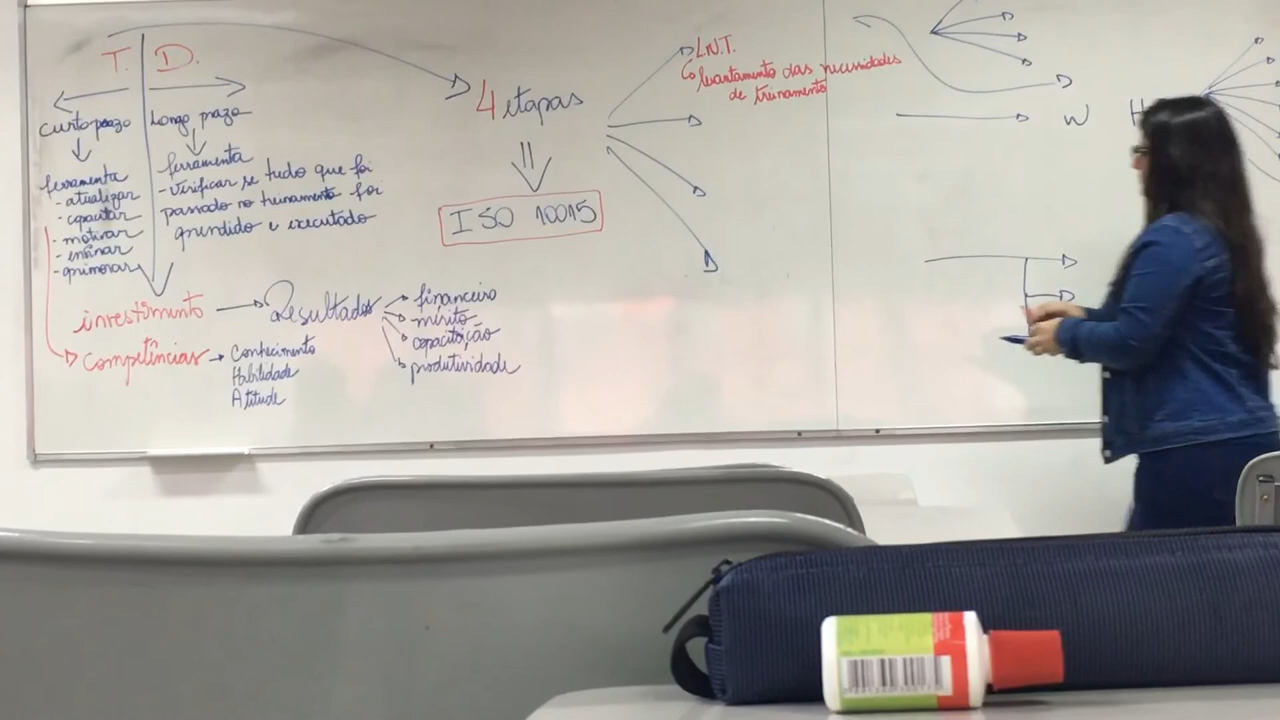 T. D.
curto prazo
longo prazo
ferramenta
- atualizar
- capacitar
- motivar
- ensinar
- aprimorar
ferramenta
- verificar se tudo que foi
passado no treinamento foi
aprendido e executado
investimento
Resultados
financeiro
mérito
capacitação
produtividade
Competências
Conhecimento
Habilidade
Atitude
4 etapas
ISO 10015
L.N.T.
levantamento das necessidades
de treinamento
W H